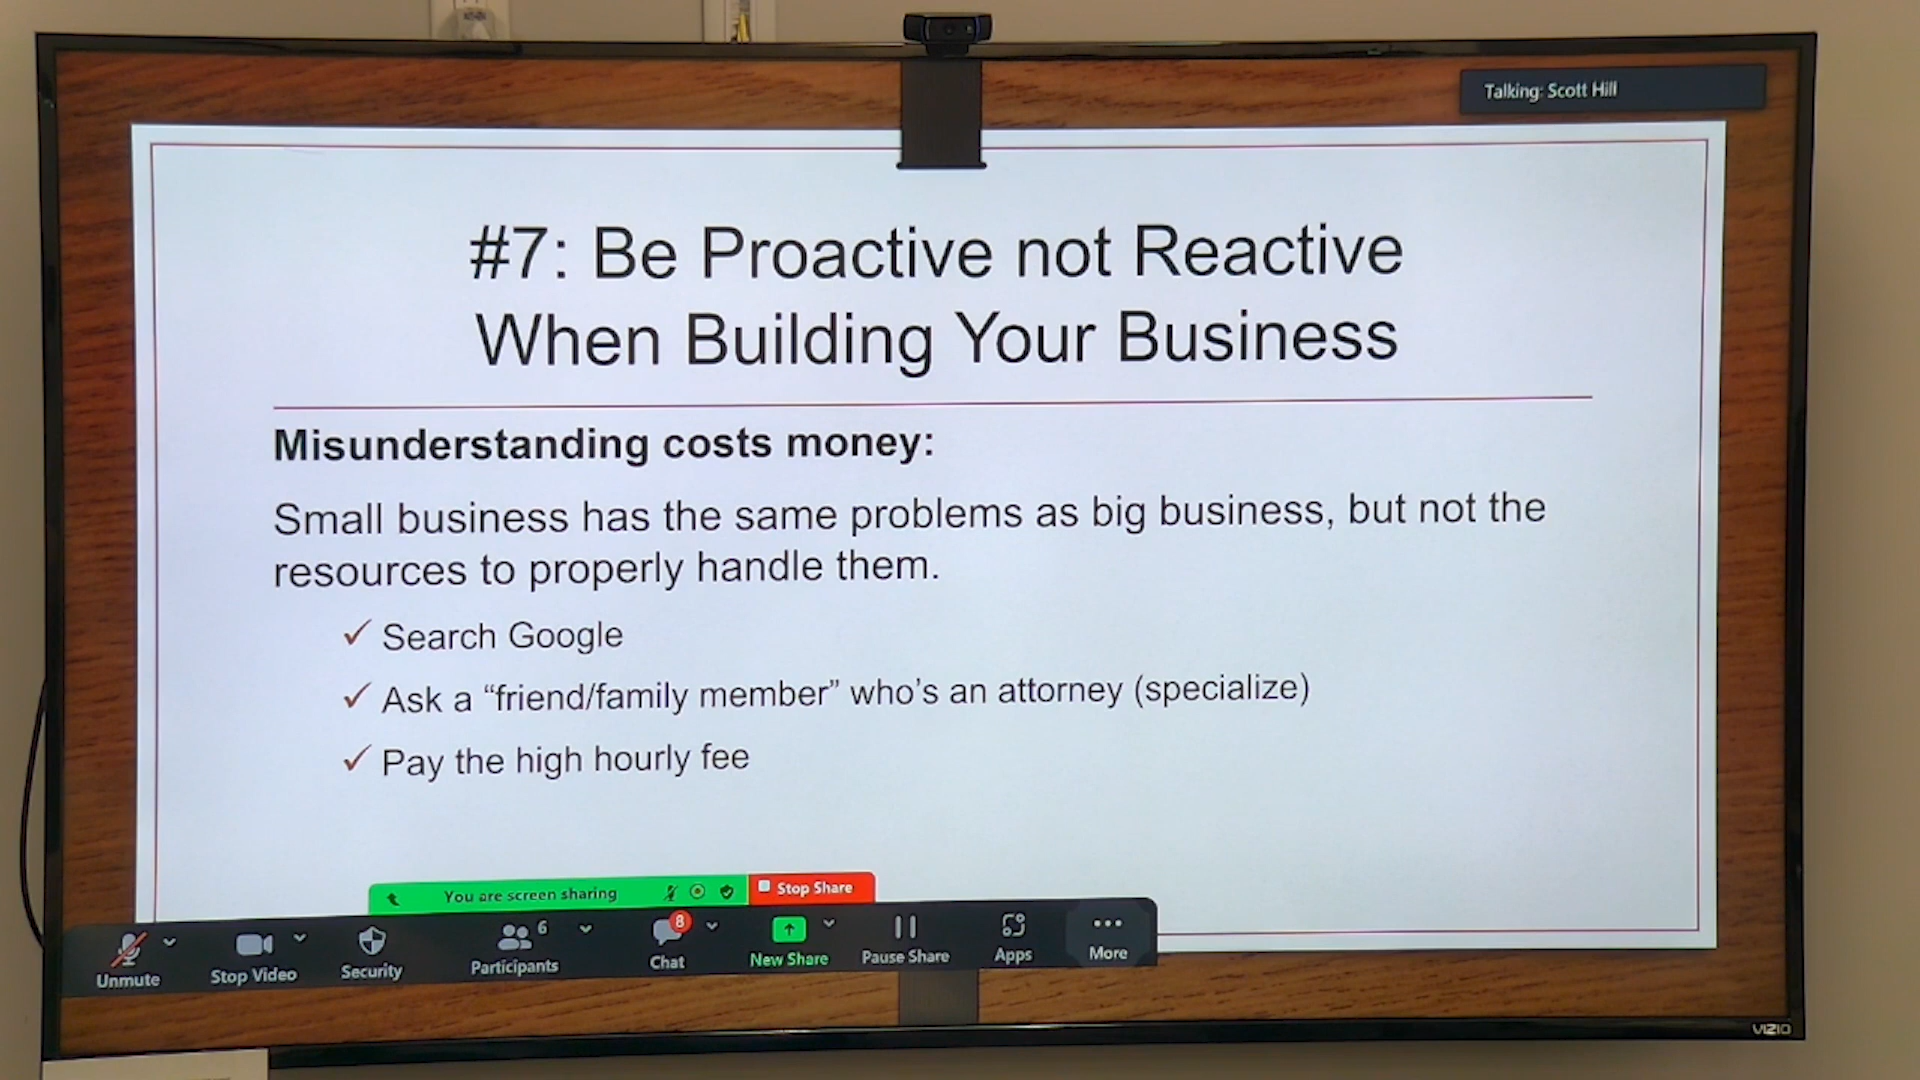 Talking: Scott Hill
#7: Be Proactive not Reactive
When Building Your Business
Misunderstanding costs money:
Small business has the same problems as big business, but not the
resources to properly handle them.
✓ Search Google
✓ Ask a “friend/family member” who’s an attorney (specialize)
✓ Pay the high hourly fee
You are screen sharing
Stop Share
Unmute
Stop Video
Security
6
Participants
8
Chat
New Share
Pause Share
Apps
More
VIZIO